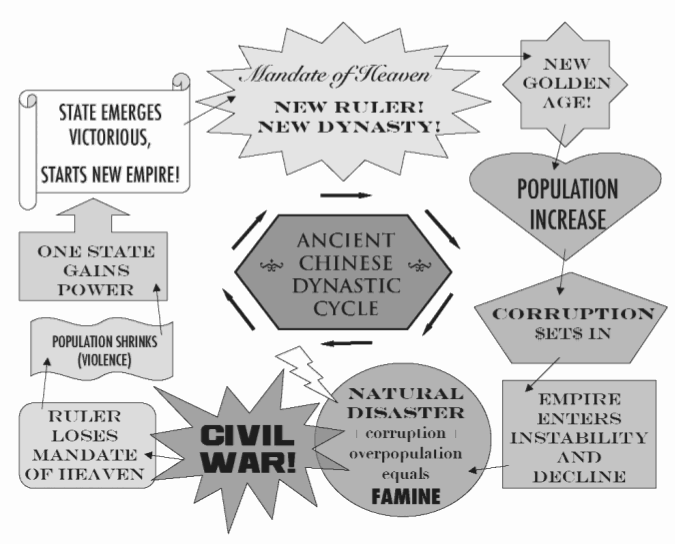 Mandate of Heaven
NEW RULER!
NEW DYNASTY!
NEW
GOLDEN
AGE!
POPULATION
INCREASE
CORRUPTION
$ET$ IN
EMPIRE
ENTERS
INSTABILITY
AND
DECLINE
NATURAL
DISASTER
+ corruption +
overpopulation
equals
FAMINE
CIVIL
WAR!
RULER
LOSES
MANDATE
OF HEAVEN
POPULATION SHRINKS
(VIOLENCE)
ONE STATE
GAINS
POWER
STATE EMERGES
VICTORIOUS,
STARTS NEW EMPIRE!
ANCIENT
CHINESE
DYNASTIC
CYCLE